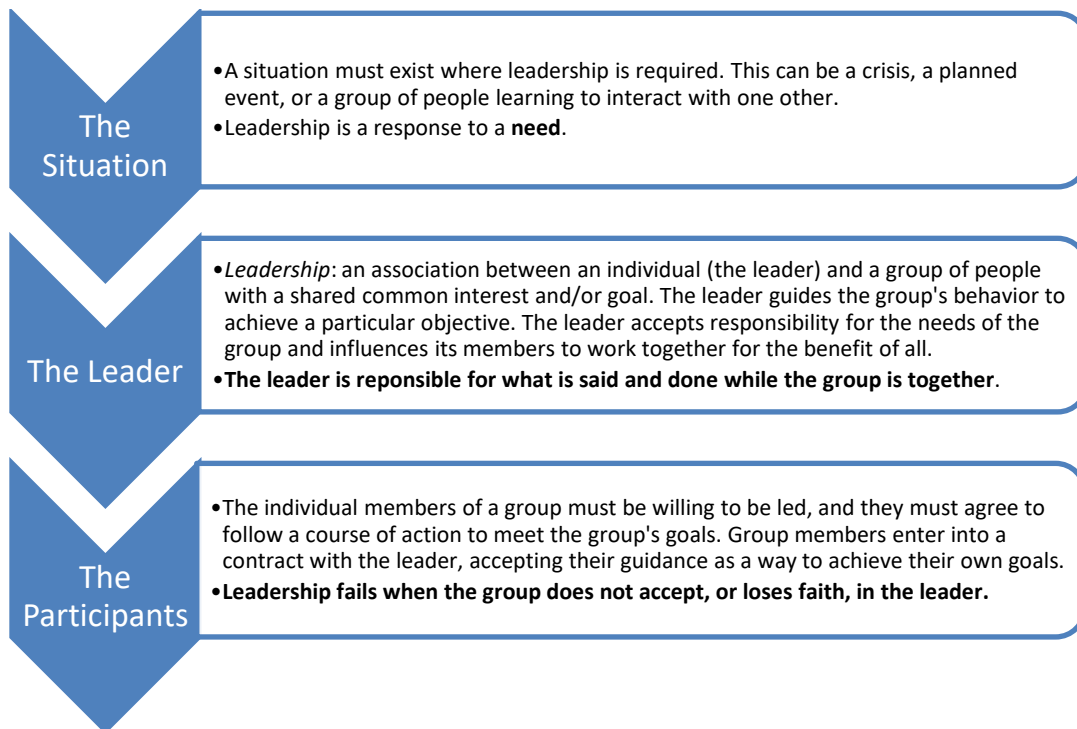 The
Situation
•A situation must exist where leadership is required. This can be a crisis, a planned
event, or a group of people learning to interact with one other.
•Leadership is a response to a need.
The Leader
•Leadership: an association between an individual (the leader) and a group of people
with a shared common interest and/or goal. The leader guides the group's behavior to
achieve a particular objective. The leader accepts responsibility for the needs of the
group and influences its members to work together for the benefit of all.
•The leader is reponsible for what is said and done while the group is together.
The
Participants
•The individual members of a group must be willing to be led, and they must agree to
follow a course of action to meet the group's goals. Group members enter into a
contract with the leader, accepting their guidance as a way to achieve their own goals.
•Leadership fails when the group does not accept, or loses faith, in the leader.